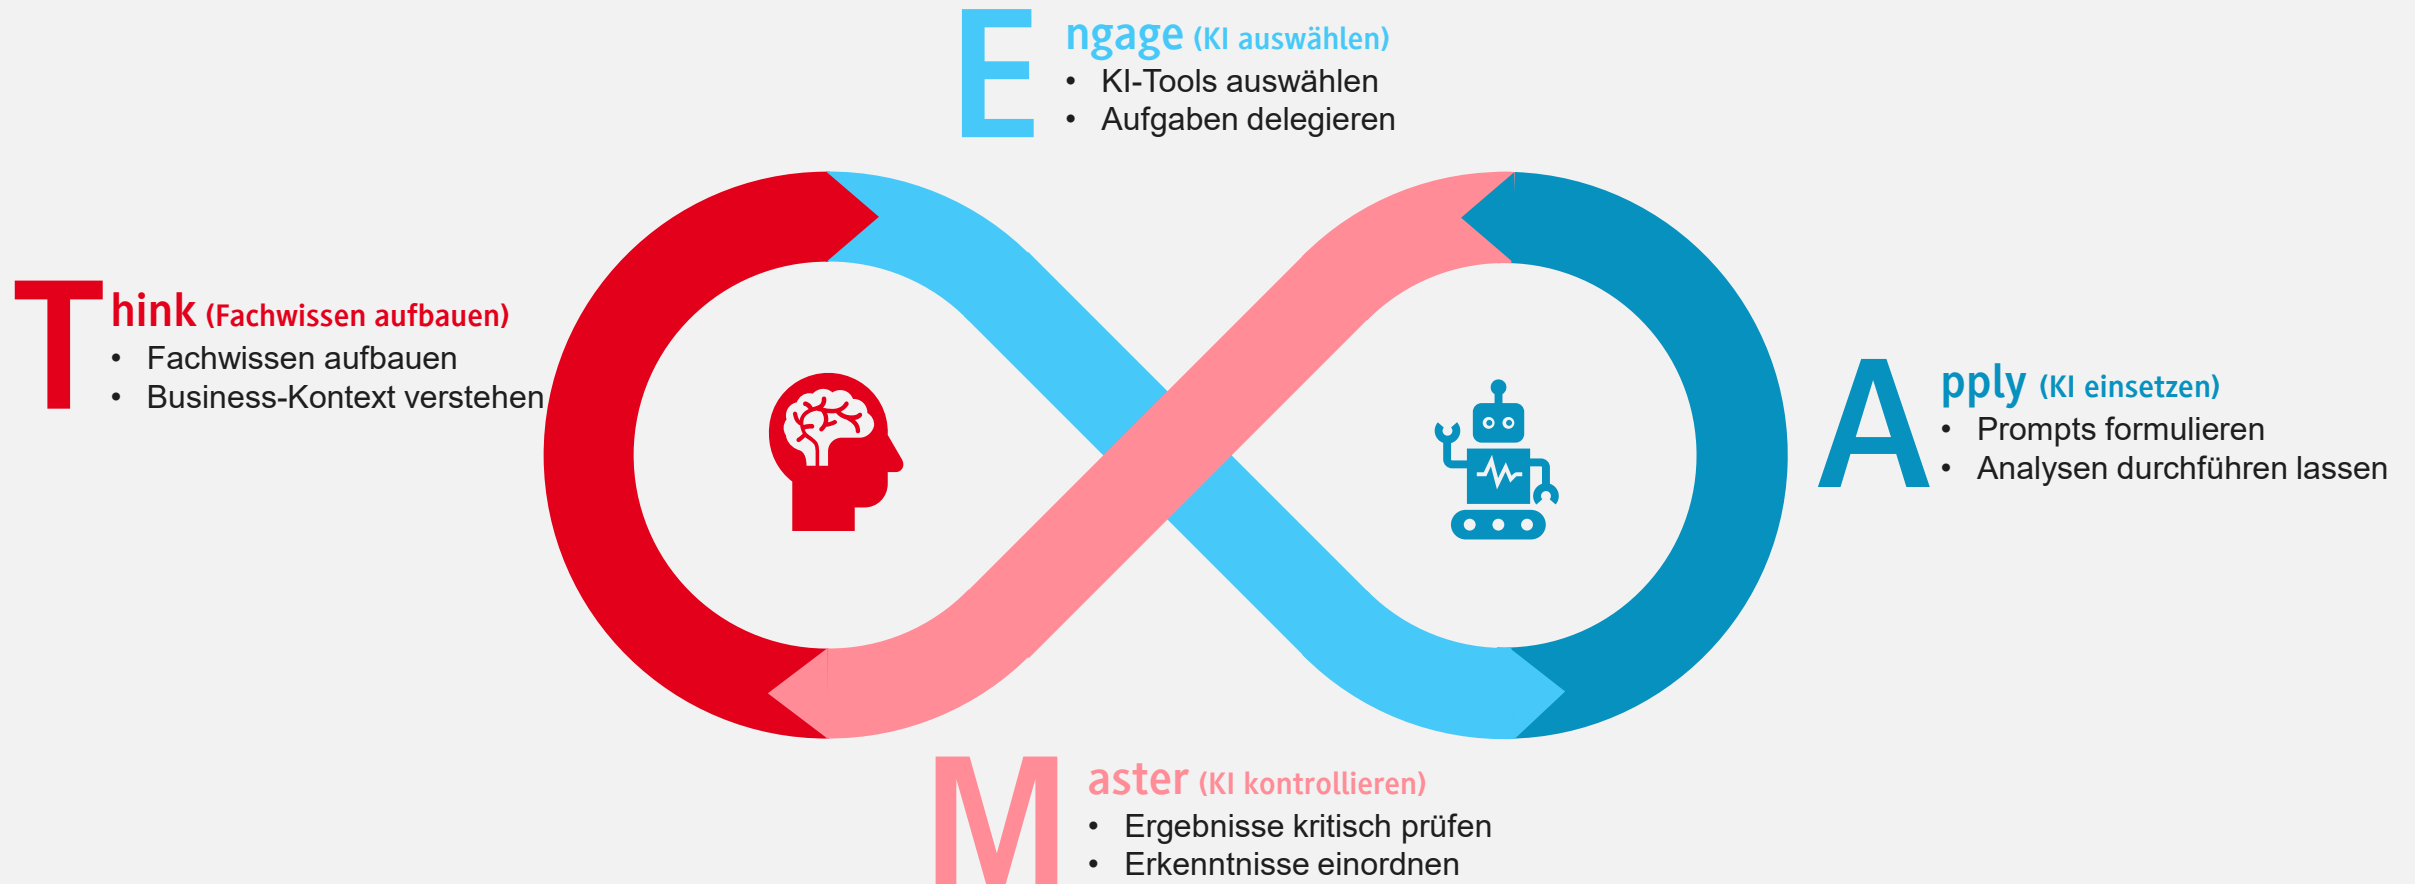 Engage (KI auswählen)
• KI-Tools auswählen
• Aufgaben delegieren
Think (Fachwissen aufbauen)
• Fachwissen aufbauen
• Business-Kontext verstehen
Apply (KI einsetzen)
• Prompts formulieren
• Analysen durchführen lassen
Master (KI kontrollieren)
• Ergebnisse kritisch prüfen
• Erkenntnisse einordnen